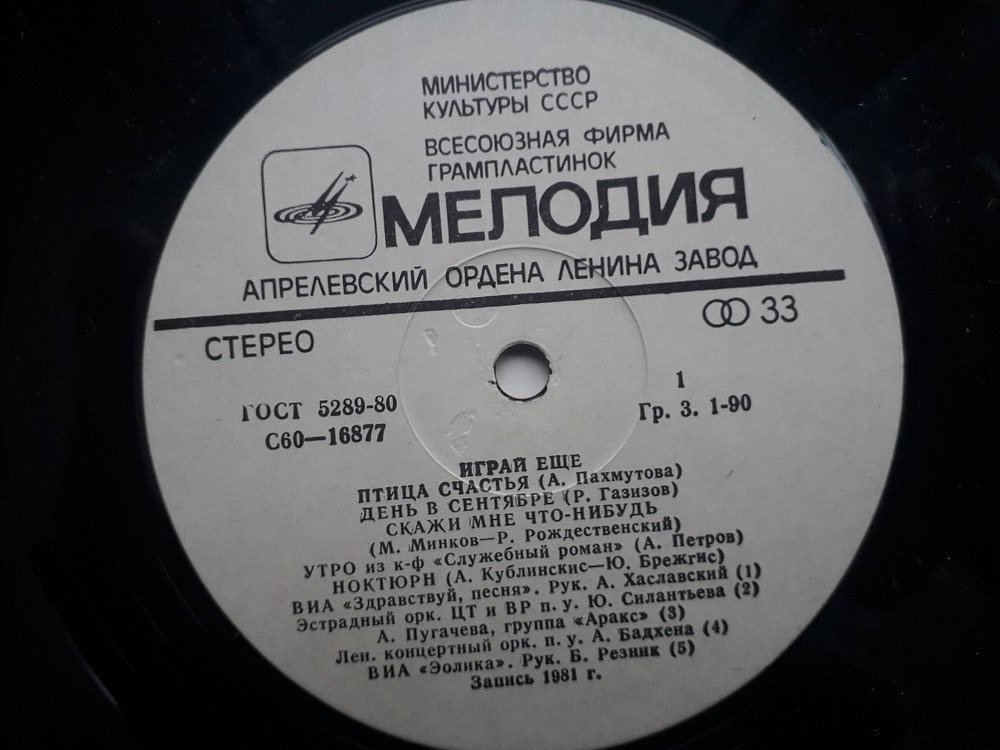 МИНИСТЕРСТВО
КУЛЬТУРЫ СССР
ВСЕСОЮЗНАЯ ФИРМА
ГРАМПЛАСТИНОК
МЕЛОДИЯ
АПРЕЛЕВСКИЙ ОРДЕНА ЛЕНИНА ЗАВОД
СТЕРЕО
33
ГОСТ 5289-80
С60—16877
1
Гр. 3. 1-90
ИГРАЙ ЕЩЕ
ПТИЦА СЧАСТЬЯ (А. Пахмутова)
ДЕНЬ В СЕНТЯБРЕ (Р. Газизов)
СКАЖИ МНЕ ЧТО-НИБУДЬ
(М. Минков—Р. Рождественский)
УТРО из к-ф «Служебный роман» (А. Петров)
НОКТЮРН (А. Кублинскис—Ю. Брежгис)
ВИА «Здравствуй, песня». Рук. А. Хаславский (1)
Эстрадный орк. ЦТ и ВР п. у. Ю. Силантьева (2)
А. Пугачева, группа «Аракс» (3)
Лен. концертный орк. п. у. А. Бадхена (4)
ВИА «Эолика». Рук. Б. Резник (5)
Запись 1981 г.